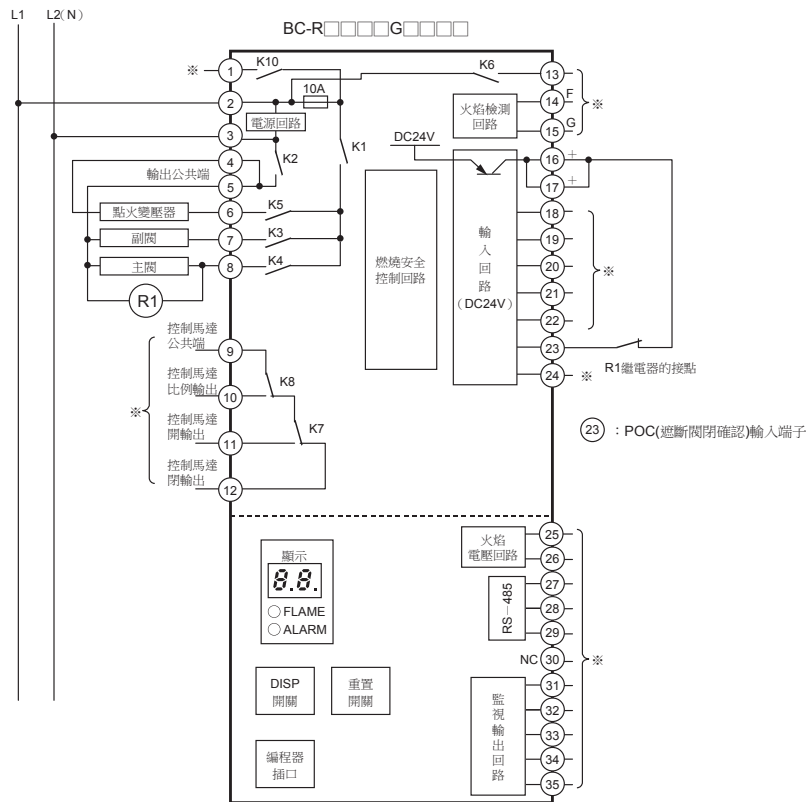 L1
L2(N)
BC-R□□□□G□□□□
※
1
K10
K6
13
2
10A
14
F
※
火焰檢測
回路
15
G
電源回路
3
K1
DC24V
4
K2
16
+
輸出公共端
5
17
+
點火變壓器
6
K5
18
副閥
7
K3
19
主閥
8
K4
20
※
R1
21
22
燃燒安全
控制回路
輸
入
回
路
(DC24V)
控制馬達
公共端
9
23
R1繼電器的接點
24
※
控制馬達
比例輸出
10
K8
※
控制馬達
開輸出
11
K7
23 :POC(遮斷閥閉確認)輸入端子
控制馬達
閉輸出
12
火焰
電壓回路
25
26
顯示
8.8.
FLAME
ALARM
RS-485
27
28
29
NC
30
※
DISP
開關
重置
開關
31
32
33
34
35
監
視
輸
出
回
路
編程器
插口